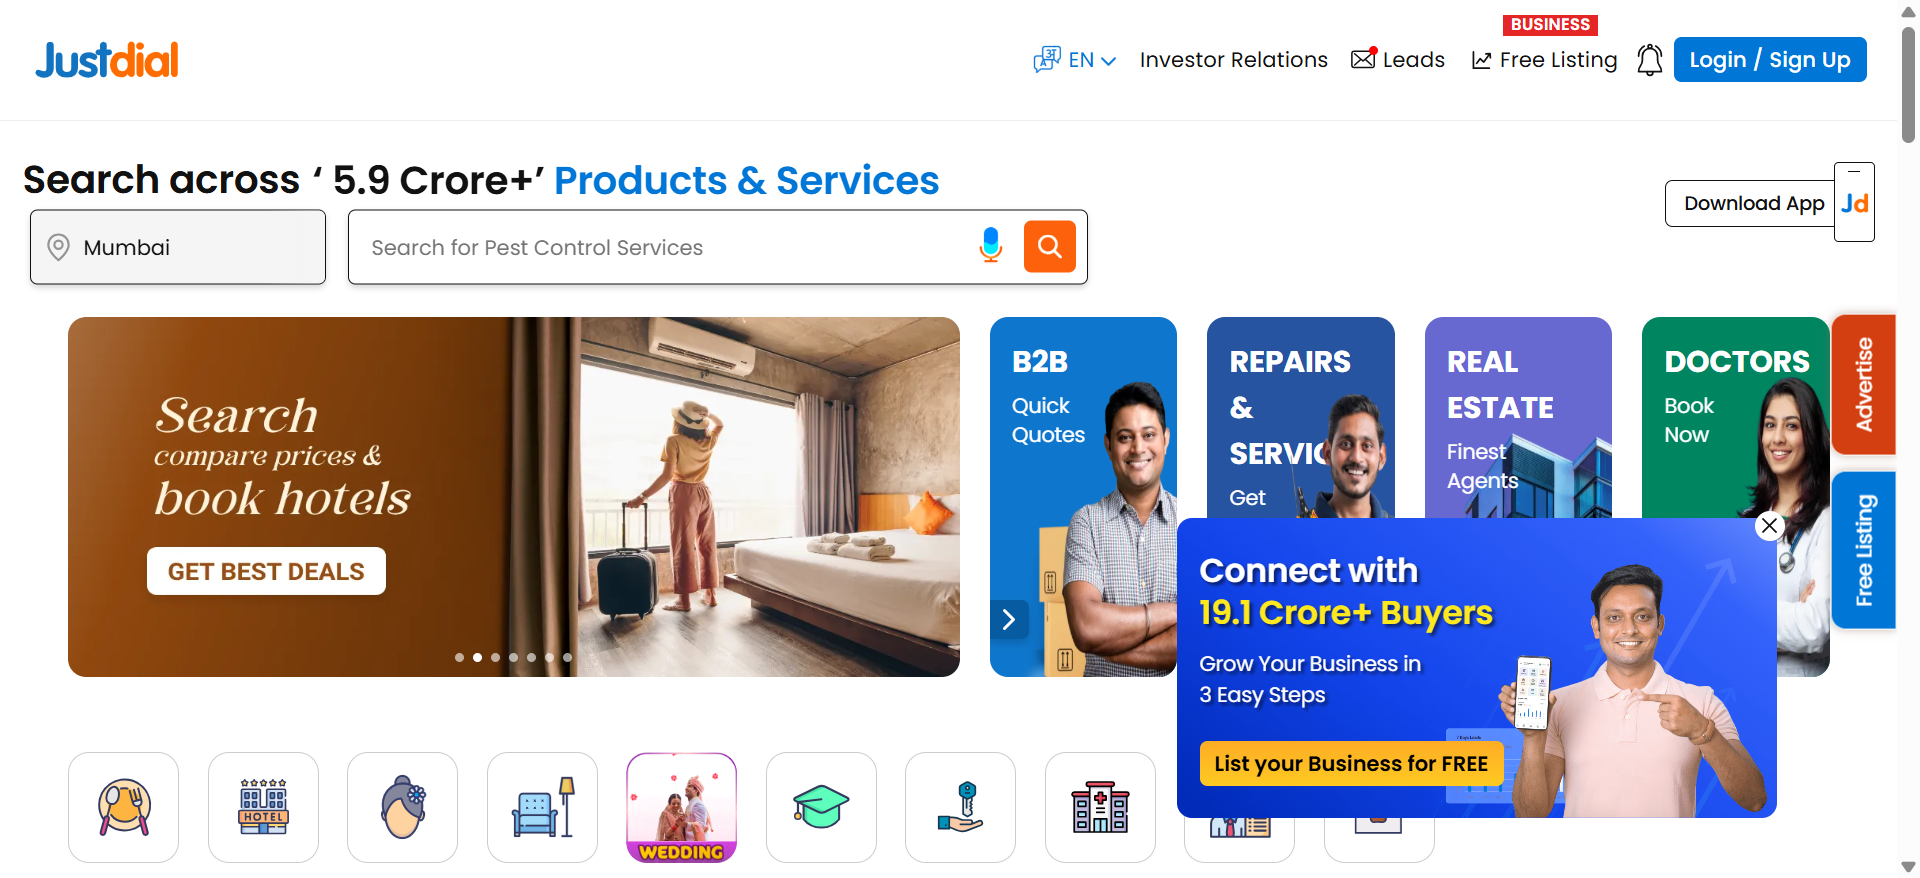 BUSINESS
Justdial
EN
Investor Relations
Leads
Free Listing
Login / Sign Up
Search across ‘ 5.9 Crore+’ Products & Services
Download App
Jd
Mumbai
Search for Pest Control Services
Search
compare prices &
book hotels
GET BEST DEALS
B2B
Quick
Quotes
REPAIRS
&
SERVIC
Get
REAL
ESTATE
Finest
Agents
DOCTORS
Book
Now
Advertise
Free Listing
Connect with
19.1 Crore+ Buyers
Grow Your Business in
3 Easy Steps
List your Business for FREE
HOTEL
WEDDING